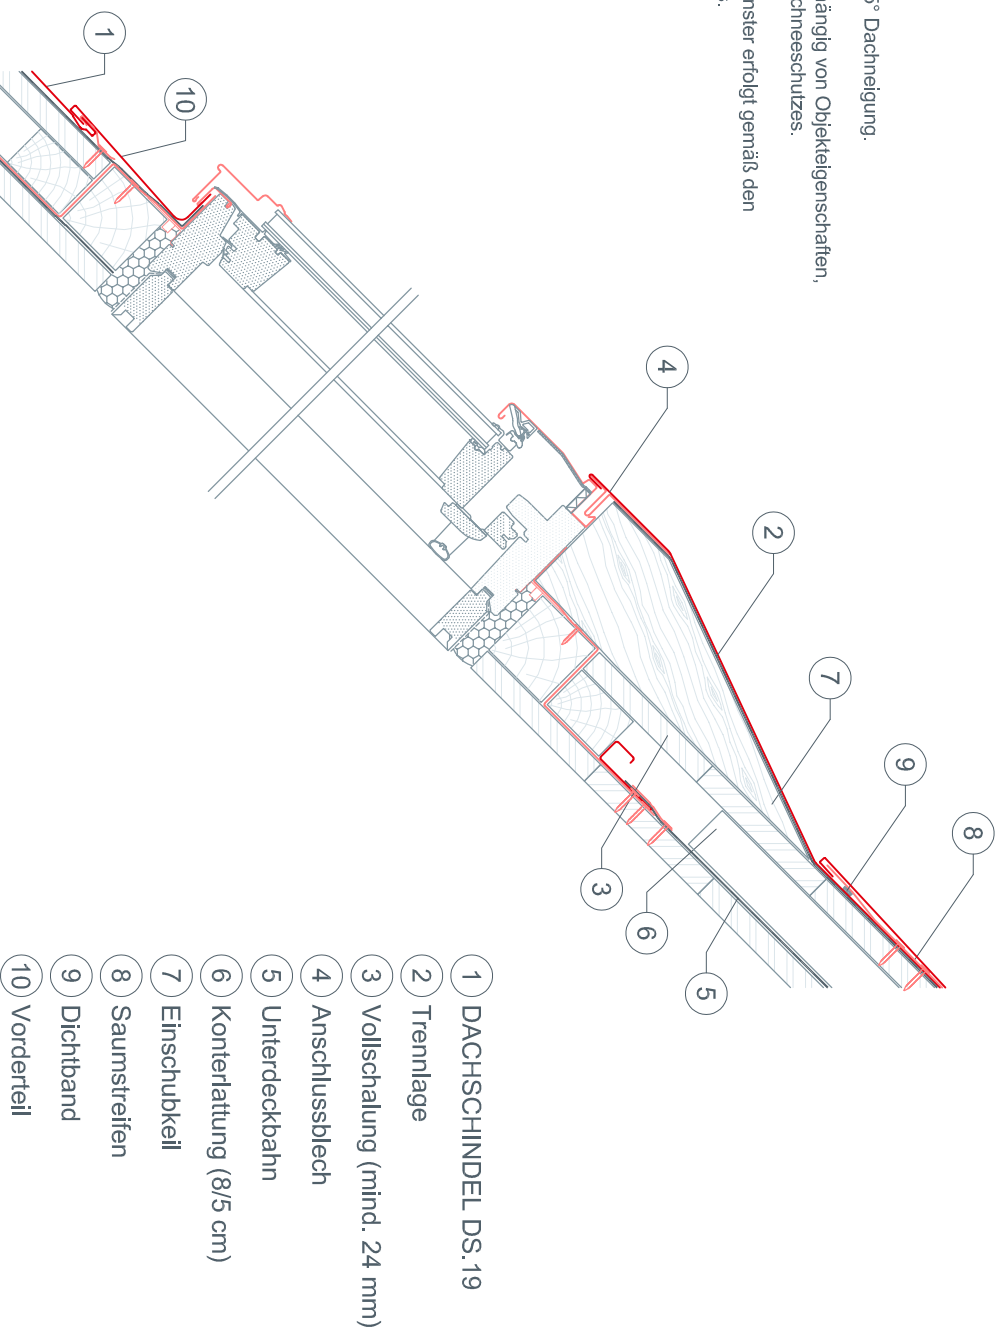 5° Dachneigung.
hängig von Objekteigenschaften,
chneeschutzes.
nster erfolgt gemäß den
1
10
4
2
7
9
8
3
6
5
1 DACHSCHINDEL DS.19
2 Trennlage
3 Vollschalung (mind. 24 mm)
4 Anschlussblech
5 Unterdeckbahn
6 Konterlattung (8/5 cm)
7 Einschubkeil
8 Saumstreifen
9 Dichtband
10 Vorderteil